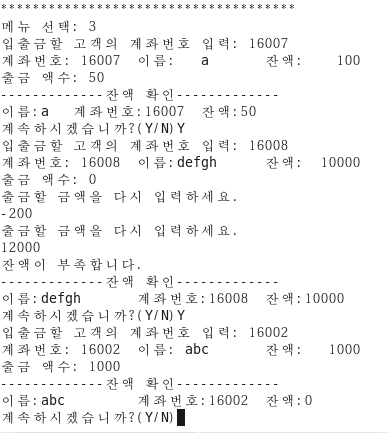 *************************************
메뉴 선택: 3
입출금할 고객의 계좌번호 입력: 16007
계좌번호: 16007 이름: a 잔액: 100
출금 액수: 50
-------------잔액 확인-------------
이름:a 계좌번호:16007 잔액:50
계속하시겠습니까?(Y/N)Y
입출금할 고객의 계좌번호 입력: 16008
계좌번호: 16008 이름:defgh 잔액: 10000
출금 액수: 0
출금할 금액을 다시 입력하세요.
-200
출금할 금액을 다시 입력하세요.
12000
잔액이 부족합니다.
-------------잔액 확인-------------
이름:defgh 계좌번호:16008 잔액:10000
계속하시겠습니까?(Y/N)Y
입출금할 고객의 계좌번호 입력: 16002
계좌번호: 16002 이름: abc 잔액: 1000
출금 액수: 1000
-------------잔액 확인-------------
이름:abc 계좌번호:16002 잔액:0
계속하시겠습니까?(Y/N)